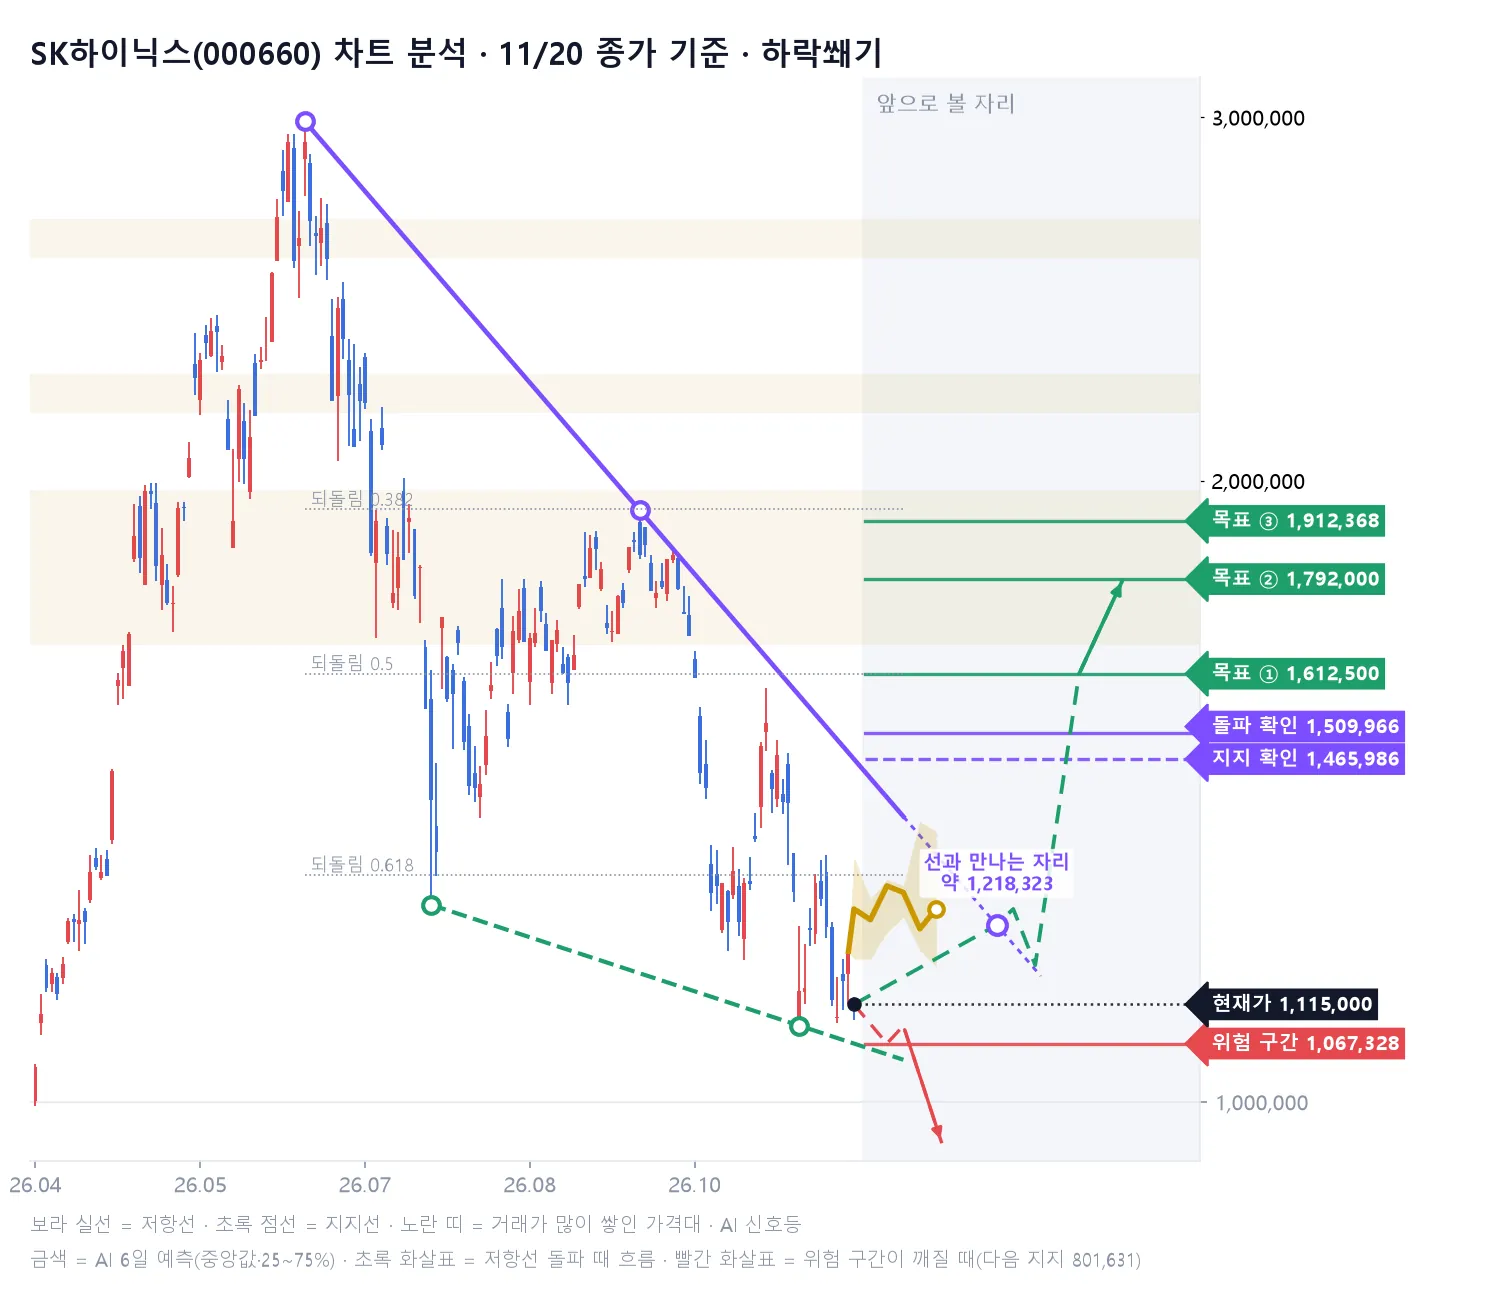 SK하이닉스(000660) 차트 분석 · 11/20 종가 기준 · 하락쐐기
앞으로 볼 자리
3,000,000
2,000,000
되돌림 0.382
목표 ③ 1,912,368
목표 ② 1,792,000
되돌림 0.5
목표 ① 1,612,500
돌파 확인 1,509,966
지지 확인 1,465,986
되돌림 0.618
선과 만나는 자리
약 1,218,323
현재가 1,115,000
위험 구간 1,067,328
1,000,000
26.04 26.05 26.07 26.08 26.10
보라 실선 = 저항선 · 초록 점선 = 지지선 · 노란 띠 = 거래가 많이 쌓인 가격대 · AI 신호등
금색 = AI 6일 예측(중앙값·25~75%) · 초록 화살표 = 저항선 돌파 때 흐름 · 빨간 화살표 = 위험 구간이 깨질 때(다음 지지 801,631)